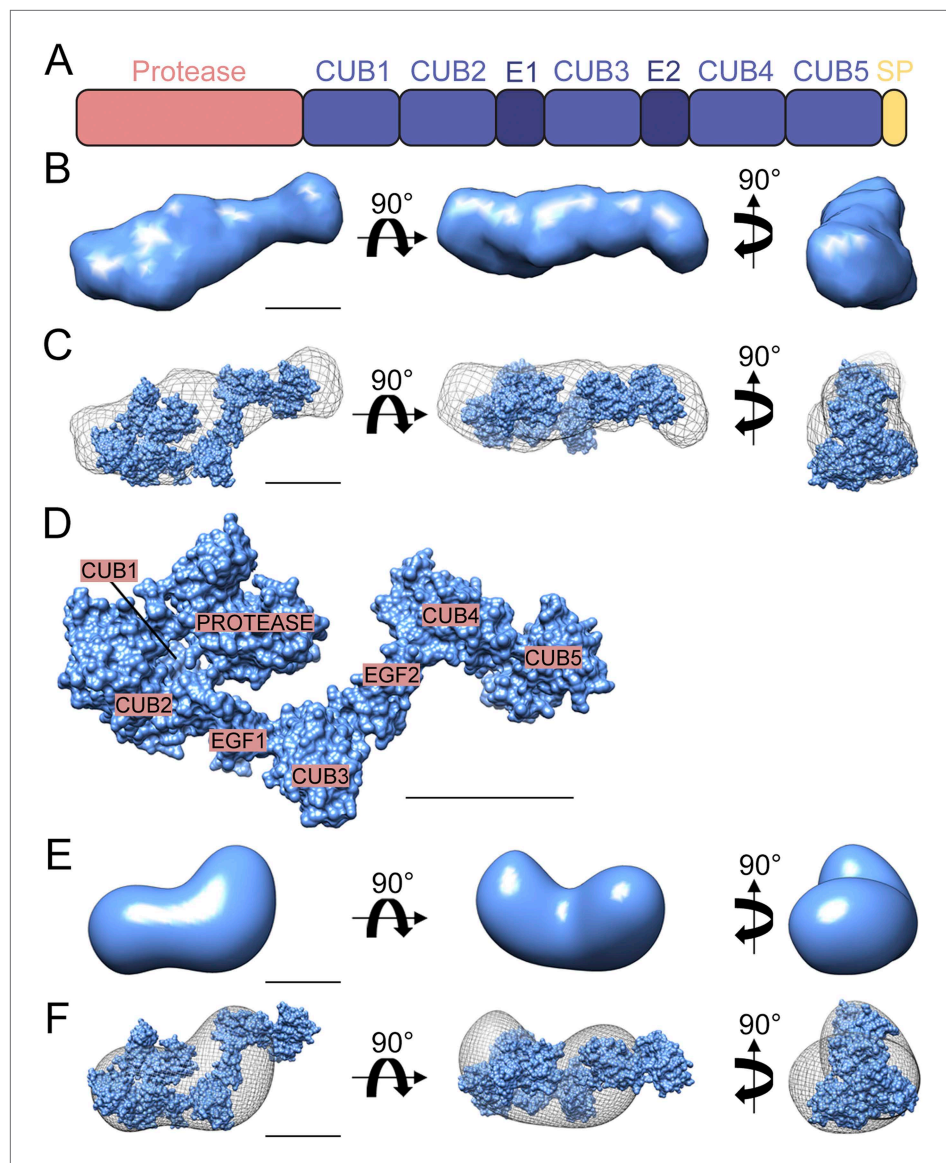 A
Protease CUB1 CUB2 E1 CUB3 E2 CUB4 CUB5 SP
B
90° 90°
C
90° 90°
D
CUB1
PROTEASE
CUB4
CUB5
EGF2
CUB2
EGF1
CUB3
E
90° 90°
F
90° 90°